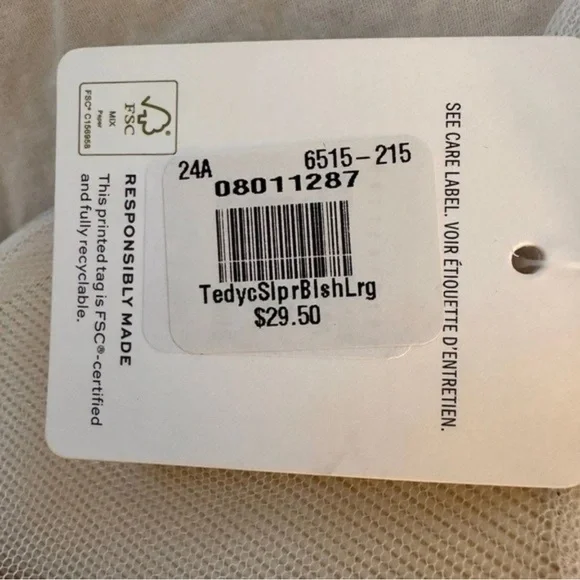 24A 6515-215
08011287
TedycSlprBlshLrg
$29.50
FSC
MIX
Paper
FSC® C156958
RESPONSIBLY MADE
This printed tag is FSC®-certified
and fully recyclable.
SEE CARE LABEL. VOIR ÉTIQUETTE D'ENTRETIEN.